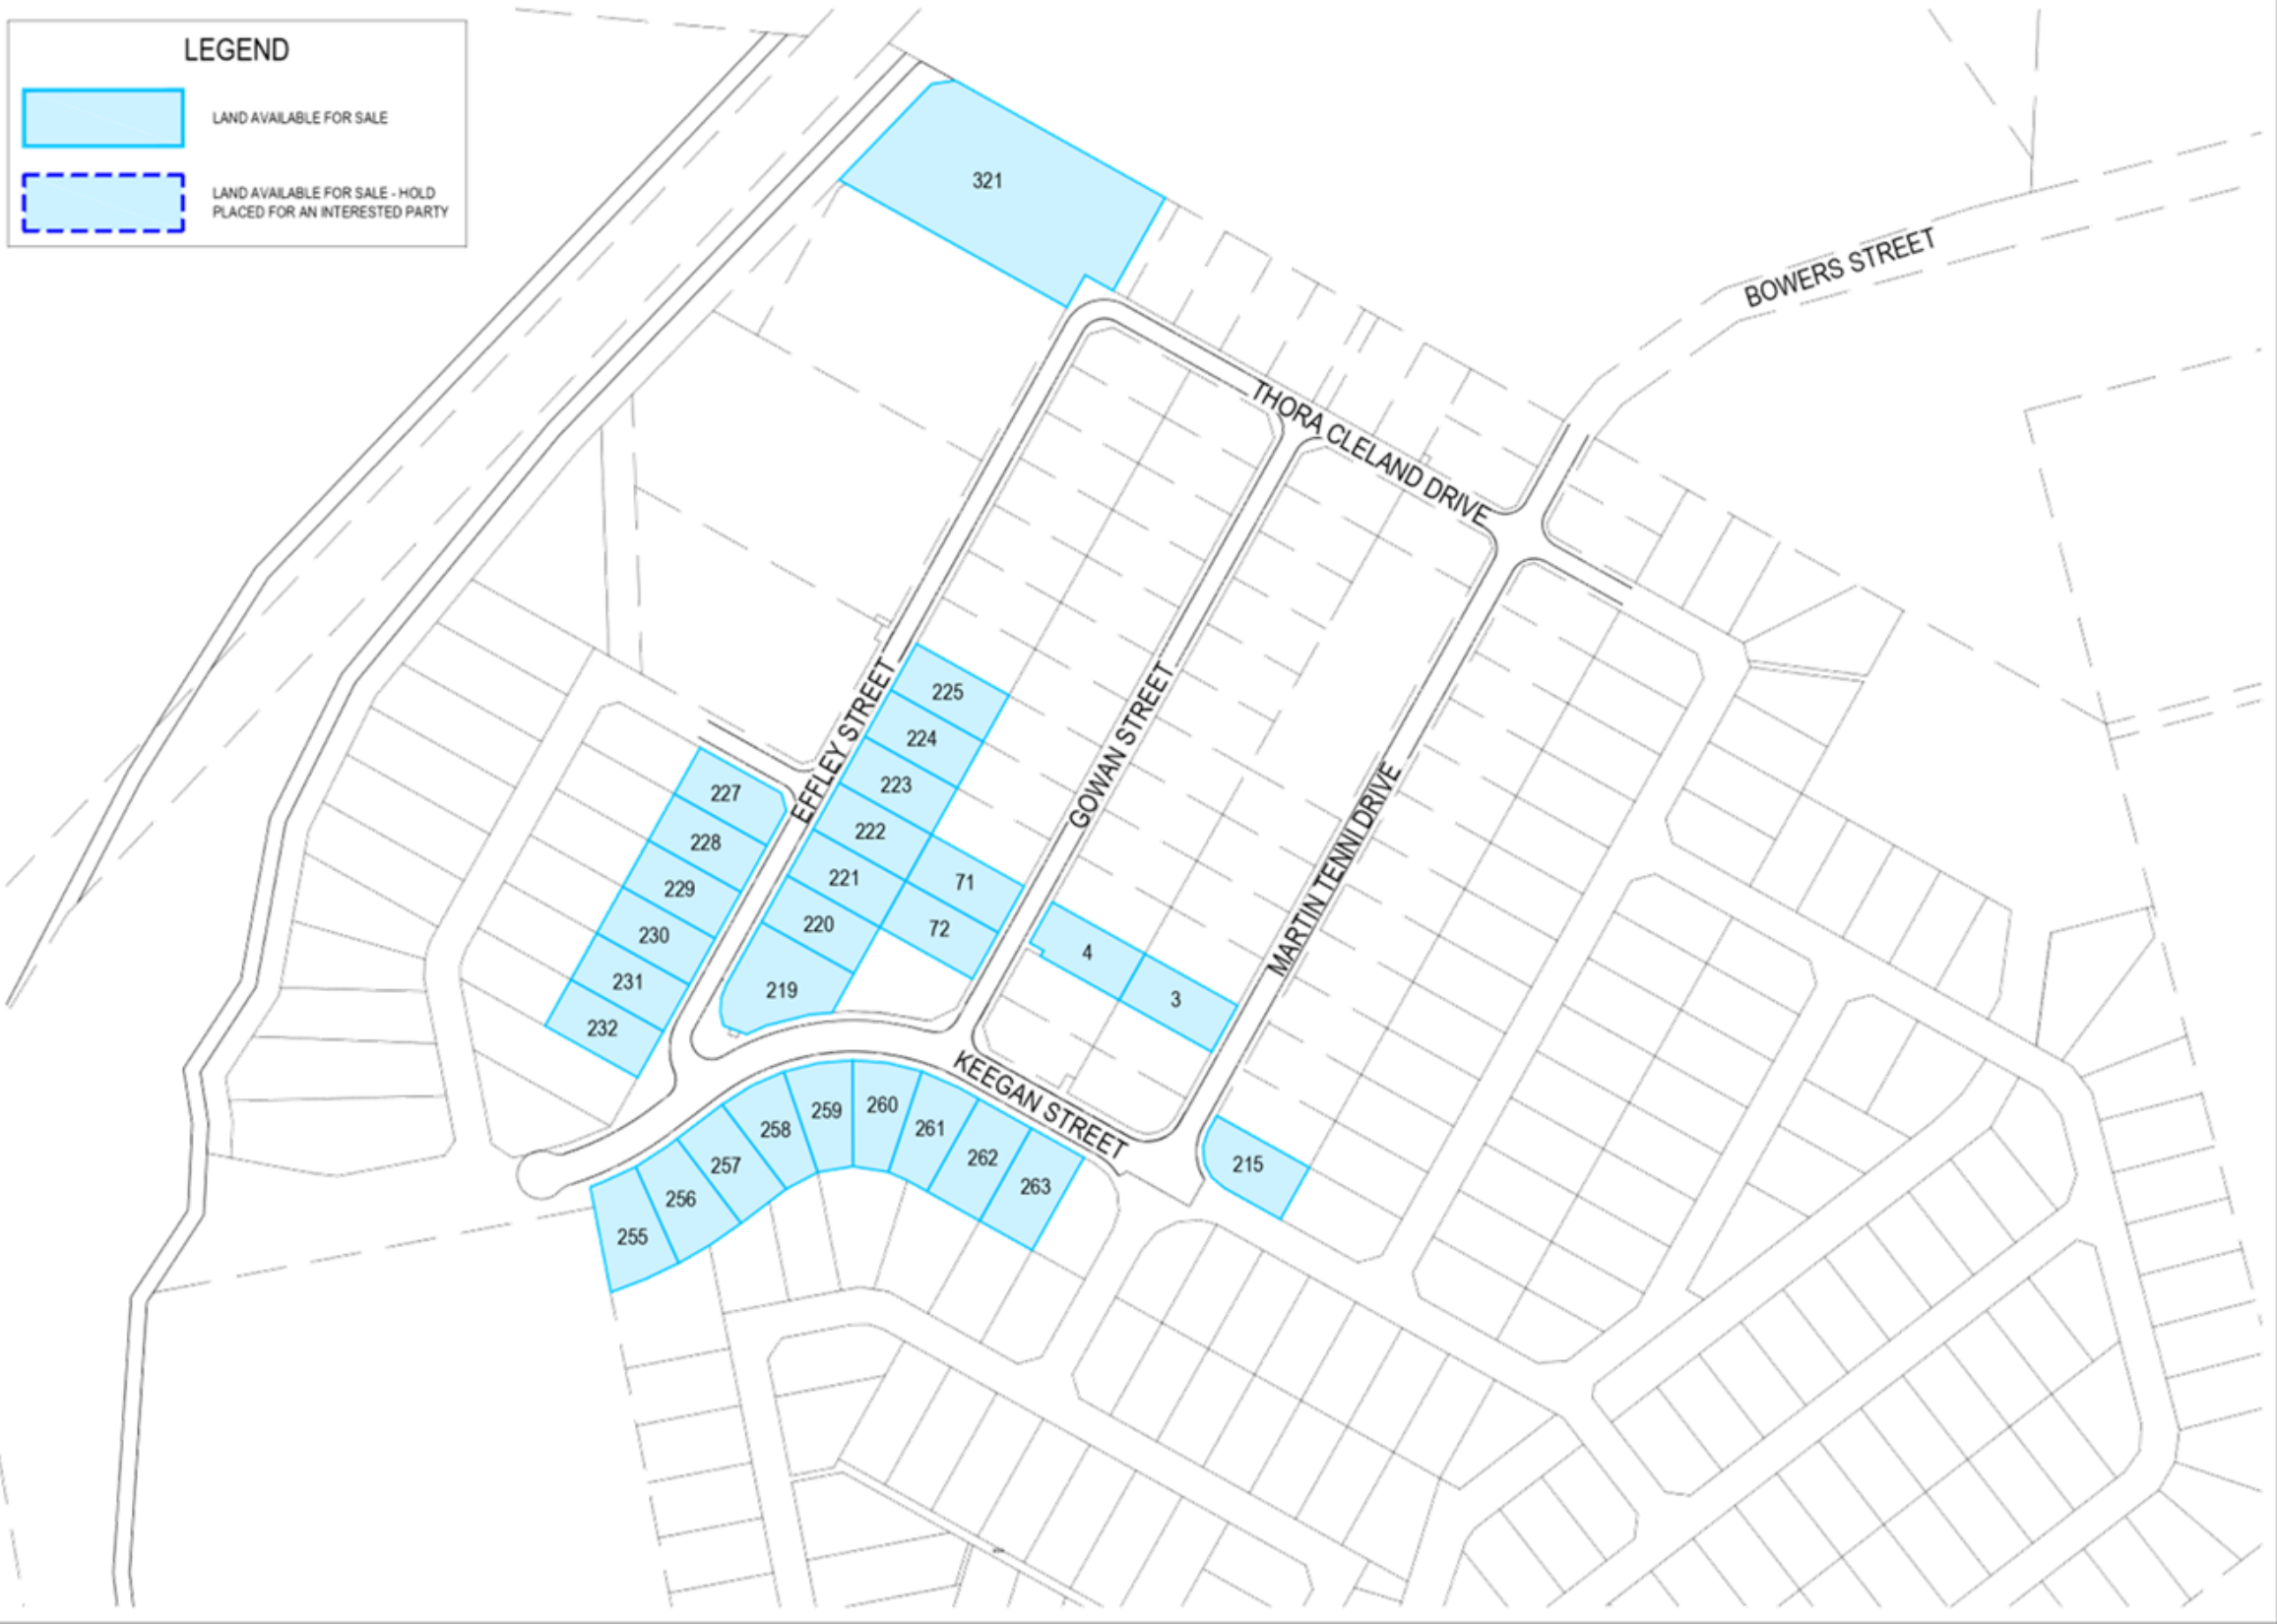 LEGEND
LAND AVAILABLE FOR SALE
LAND AVAILABLE FOR SALE - HOLD
PLACED FOR AN INTERESTED PARTY
321
BOWERS STREET
THORA CLELAND DRIVE
EFFLEY STREET
GOWAN STREET
MARTIN TENNI DRIVE
KEEGAN STREET
225
224
223
222
221
220
219
71
72
227
228
229
230
231
232
4
3
215
255
256
257
258
259
260
261
262
263